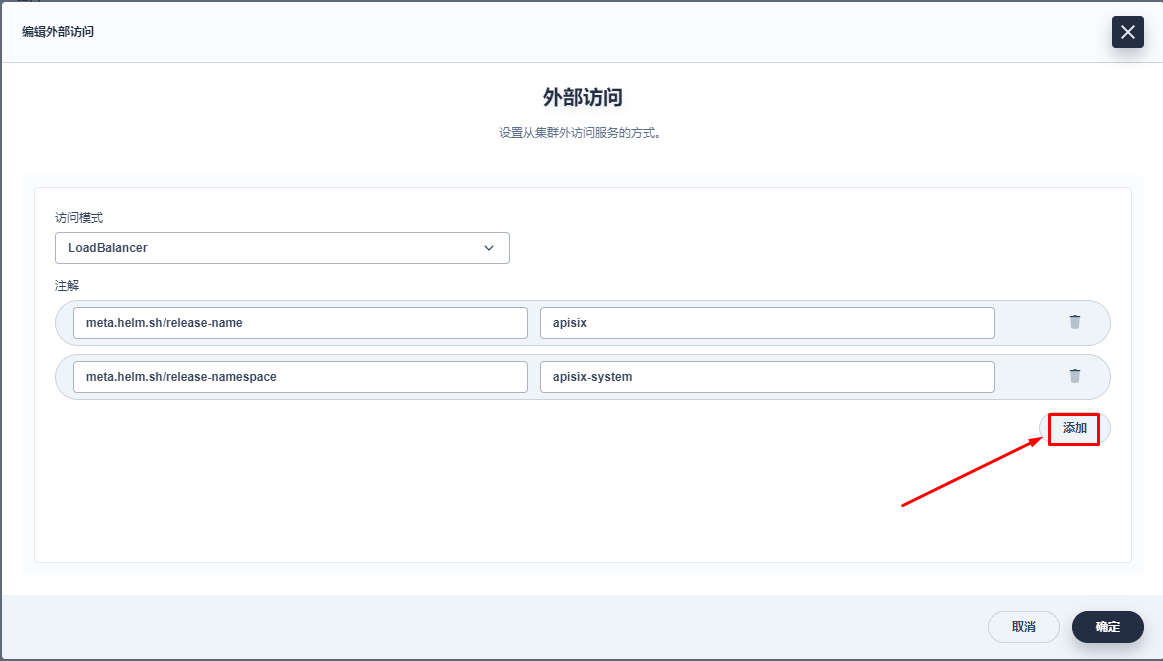 编辑外部访问
外部访问
设置从集群外访问服务的方式。
访问模式
LoadBalancer
注解
meta.helm.sh/release-name apisix
meta.helm.sh/release-namespace apisix-system
添加
取消 确定